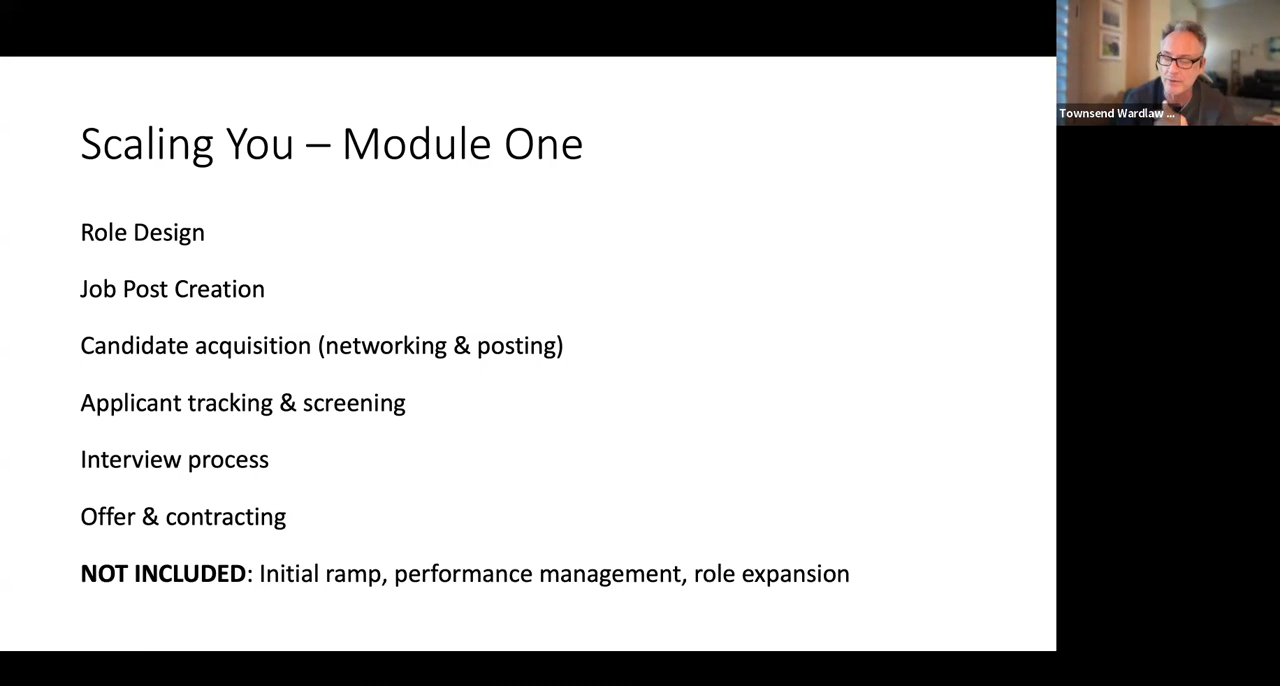 Scaling You – Module One
Role Design
Job Post Creation
Candidate acquisition (networking & posting)
Applicant tracking & screening
Interview process
Offer & contracting
NOT INCLUDED: Initial ramp, performance management, role expansion
Townsend Wardlaw ...